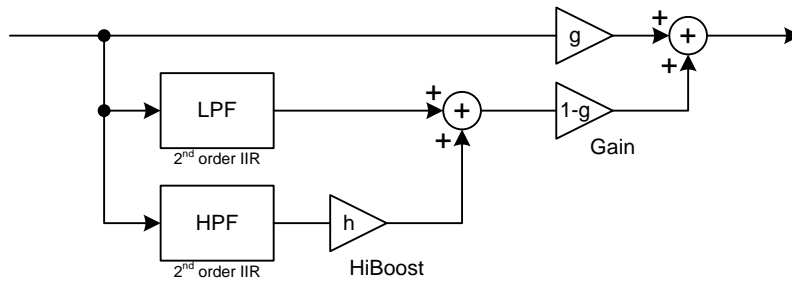 g
+
+
+
LPF
+
+
1-g
2nd order IIR
+
Gain
HPF
h
2nd order IIR
HiBoost